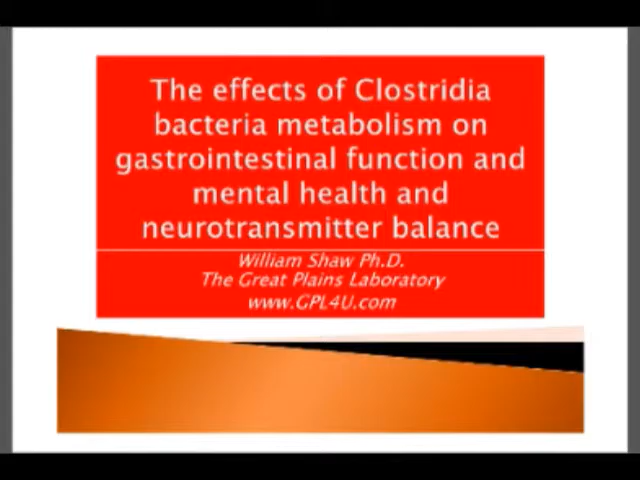 The effects of Clostridia
bacteria metabolism on
gastrointestinal function and
mental health and
neurotransmitter balance
William Shaw Ph.D.
The Great Plains Laboratory
www.GPL4U.com